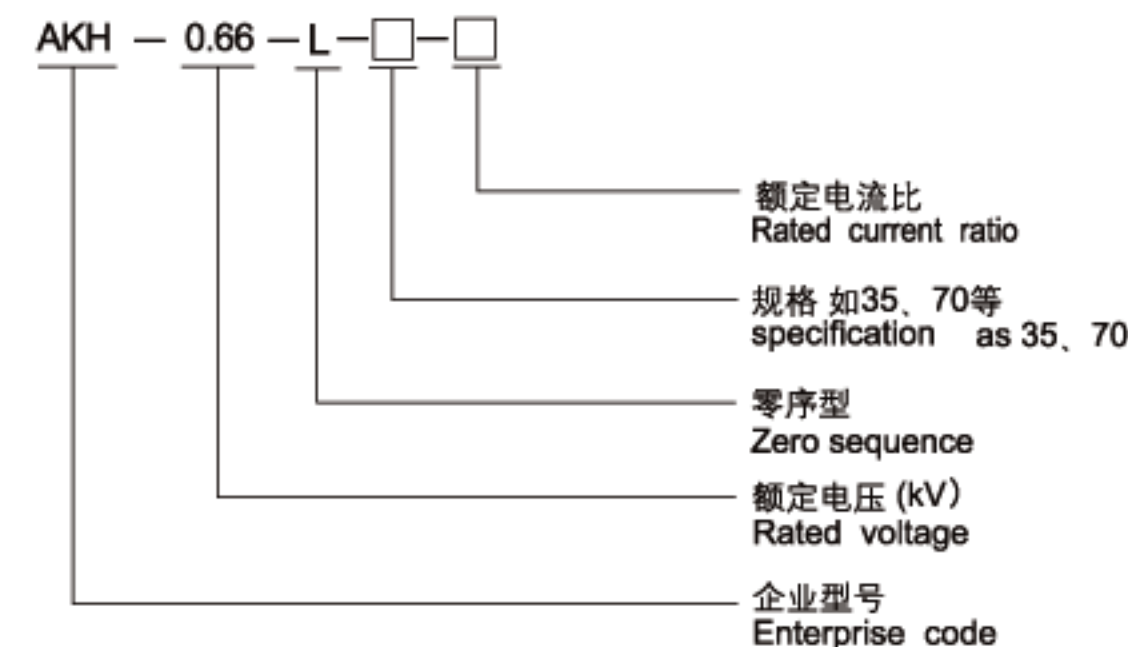 AKH — 0.66 — L — □ — □
额定电流比
Rated current ratio
规格 如35、70等
specification as 35、70
零序型
Zero sequence
额定电压 (kV)
Rated voltage
企业型号
Enterprise code